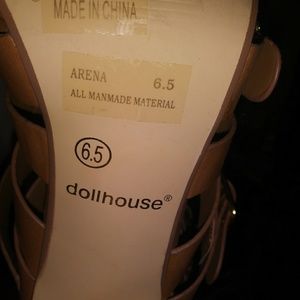 MADE IN CHINA
ARENA 6.5
ALL MANMADE MATERIAL
6.5
dollhouse®